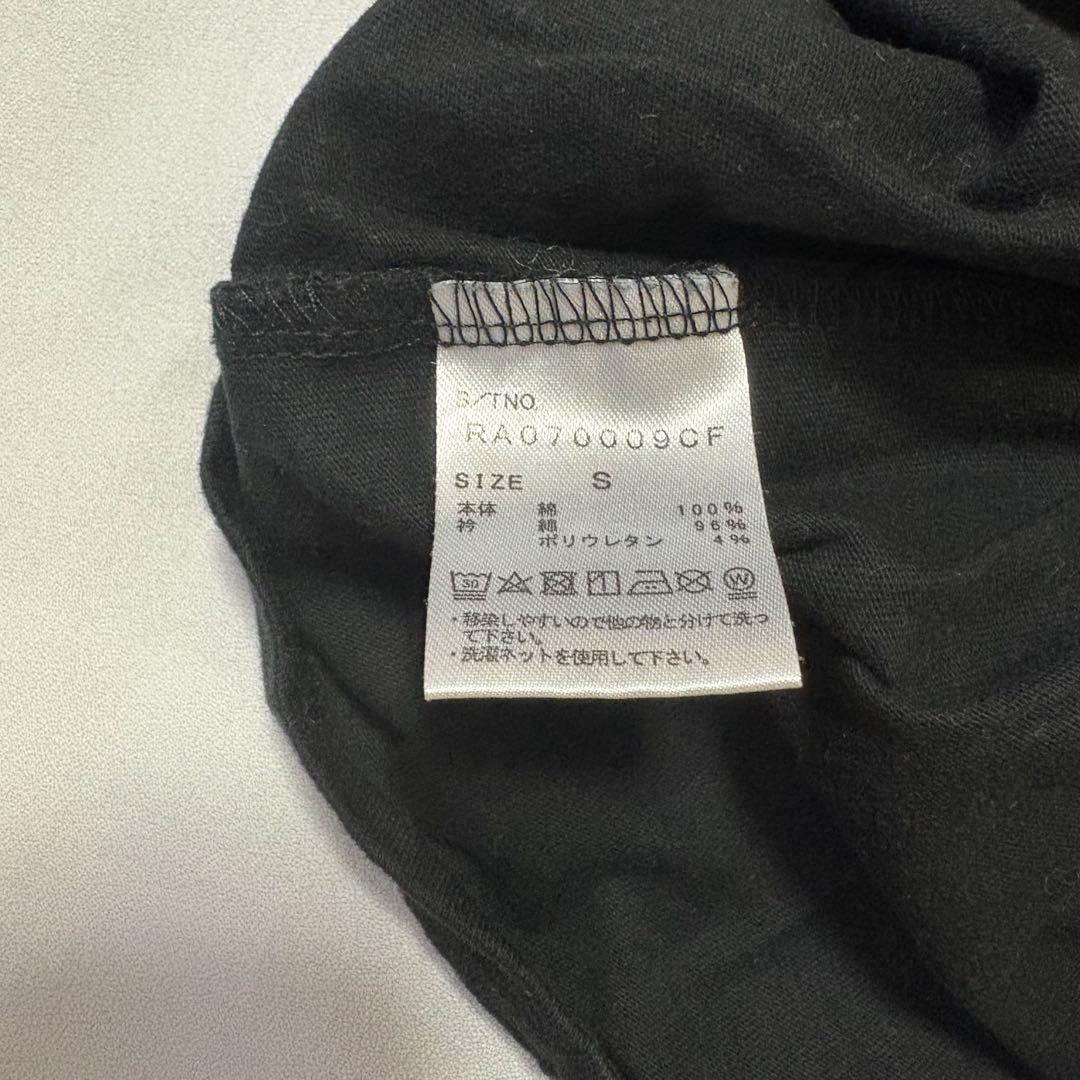 S/TNO.
RA070009CF
SIZE S
本体 綿 100%
衿 綿 96%
ポリウレタン 4%
30 1 W
・移染しやすいので他の物と分けて洗っ
て下さい。
・洗濯ネットを使用して下さい。